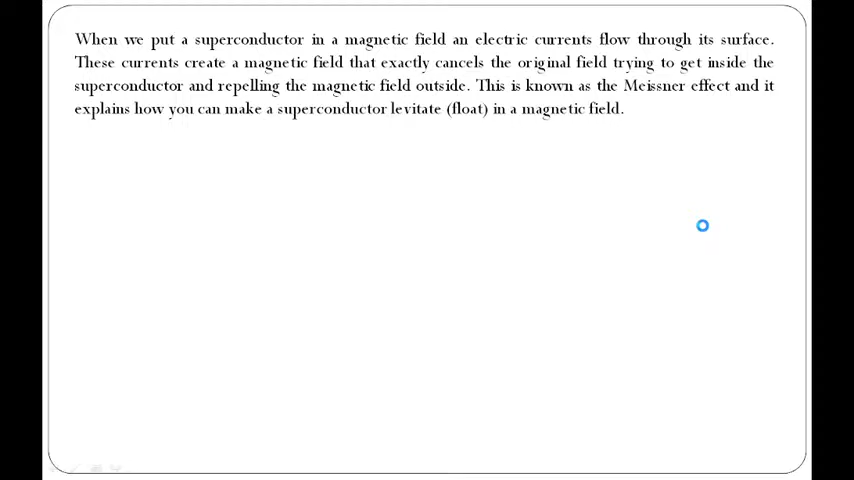 When we put a superconductor in a magnetic field an electric currents flow through its surface.
These currents create a magnetic field that exactly cancels the original field trying to get inside the
superconductor and repelling the magnetic field outside. This is known as the Meissner effect and it
explains how you can make a superconductor levitate (float) in a magnetic field.